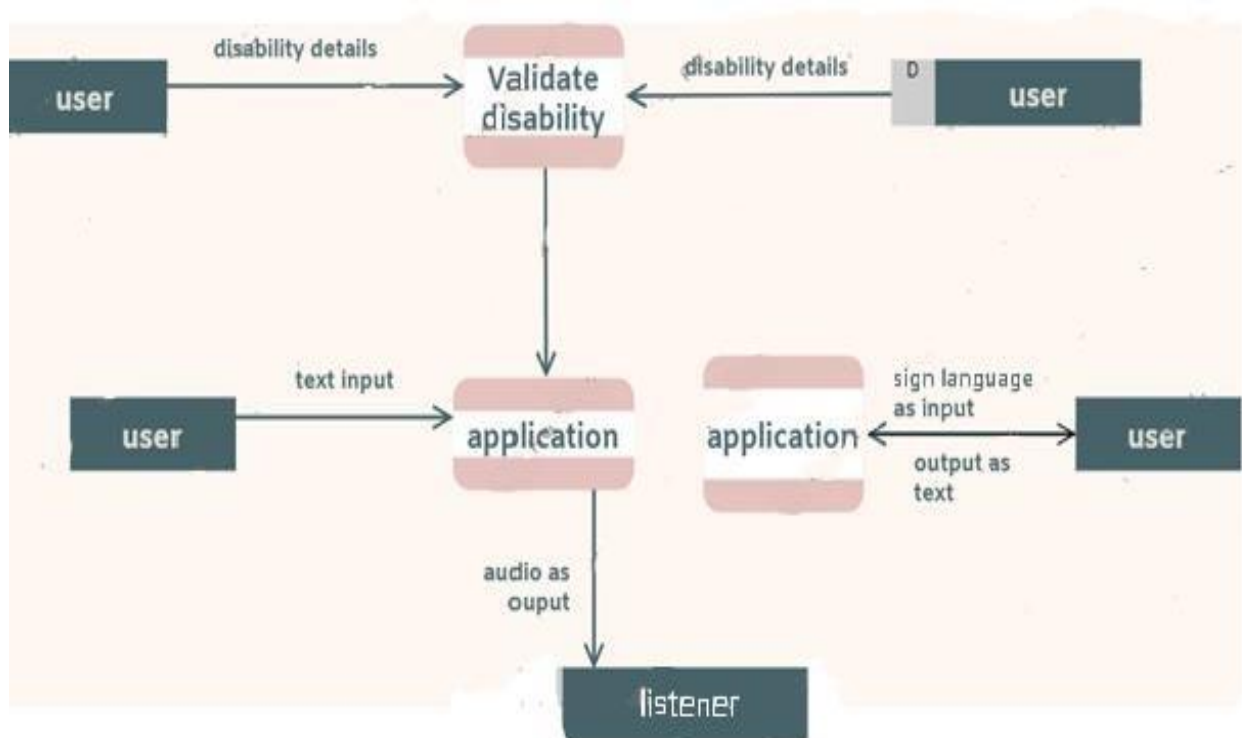 disability details
user
Validate
disability
disability details
D
user
text input
user
application
application
sign language
as input
output as
text
user
audio as
ouput
listener